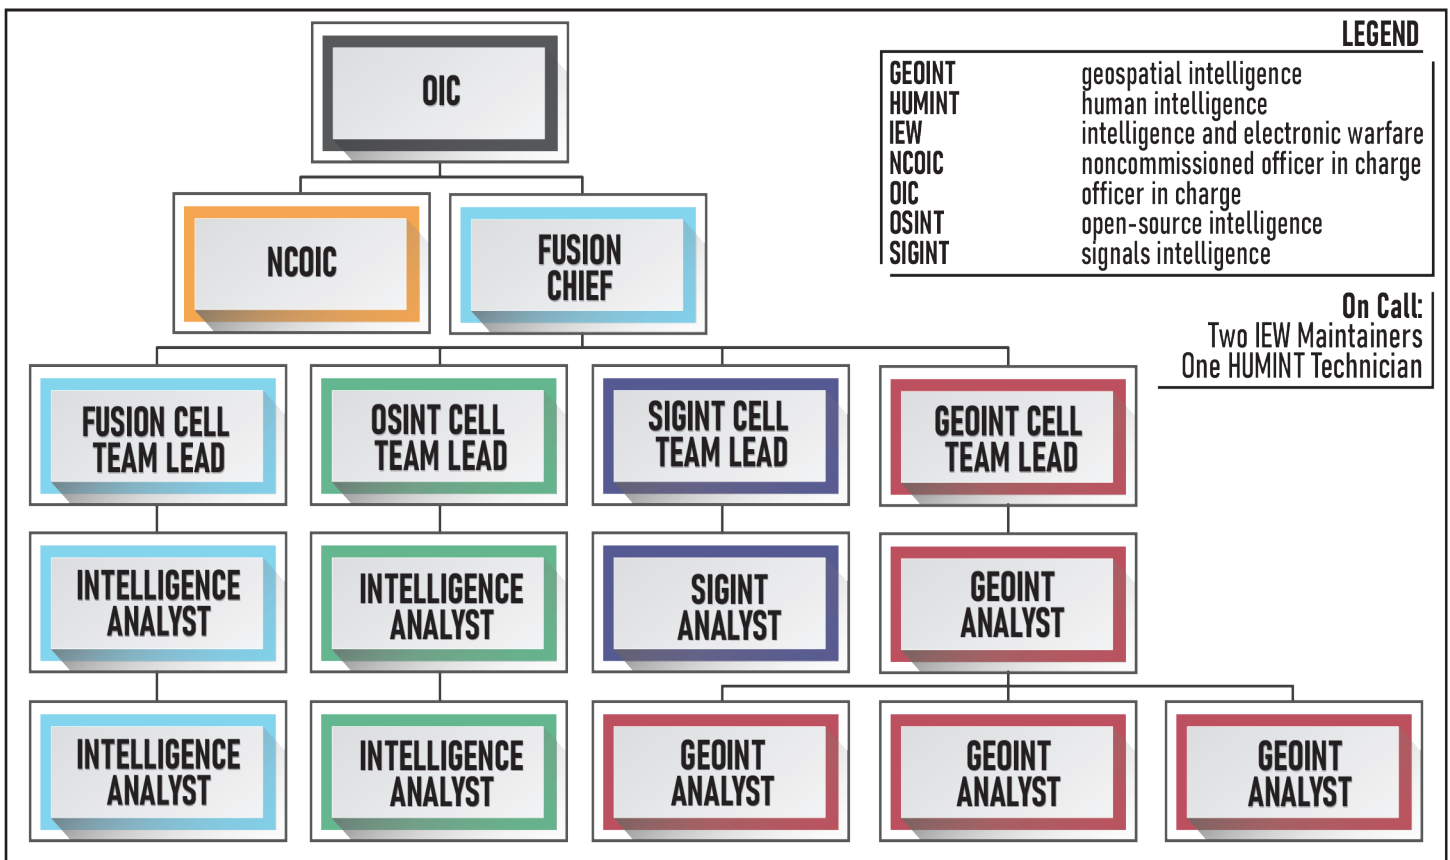 OIC
LEGEND
GEOINT geospatial intelligence
HUMINT human intelligence
IEW intelligence and electronic warfare
NCOIC noncommissioned officer in charge
OIC officer in charge
OSINT open-source intelligence
SIGINT signals intelligence
On Call:
Two IEW Maintainers
One HUMINT Technician
NCOIC
FUSION
CHIEF
FUSION CELL
TEAM LEAD
OSINT CELL
TEAM LEAD
SIGINT CELL
TEAM LEAD
GEOINT CELL
TEAM LEAD
INTELLIGENCE
ANALYST
INTELLIGENCE
ANALYST
SIGINT
ANALYST
GEOINT
ANALYST
INTELLIGENCE
ANALYST
INTELLIGENCE
ANALYST
GEOINT
ANALYST
GEOINT
ANALYST
GEOINT
ANALYST